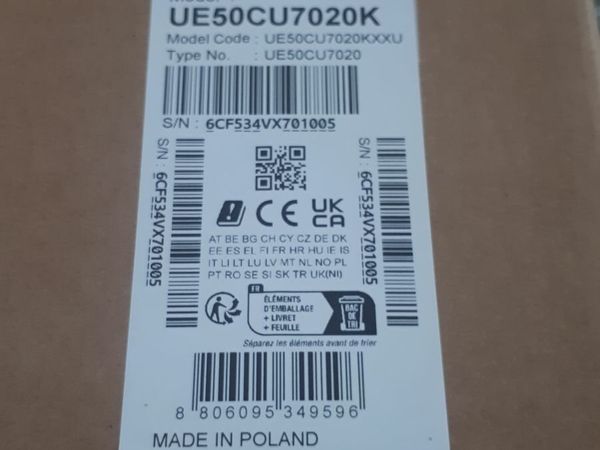 UE50CU7020K
Model Code : UE50CU7020KXXU
Type No. : UE50CU7020
S/N : 6CF534VX701005
S/N : 6CF534VX701005
S/N : 6CF534VX701005
CE UK CA
AT BE BG CH CY CZ DE DK
EE ES EL FI FR HR HU IE IS
IT LI LT LU LV MT NL NO PL
PT RO SE SI SK TR UK(NI)
FR
ÉLÉMENTS
D'EMBALLAGE
+ LIVRET
+ FEUILLE
BAC
DE
TRI
Séparez les éléments avant de trier
8 806095 349596
MADE IN POLAND